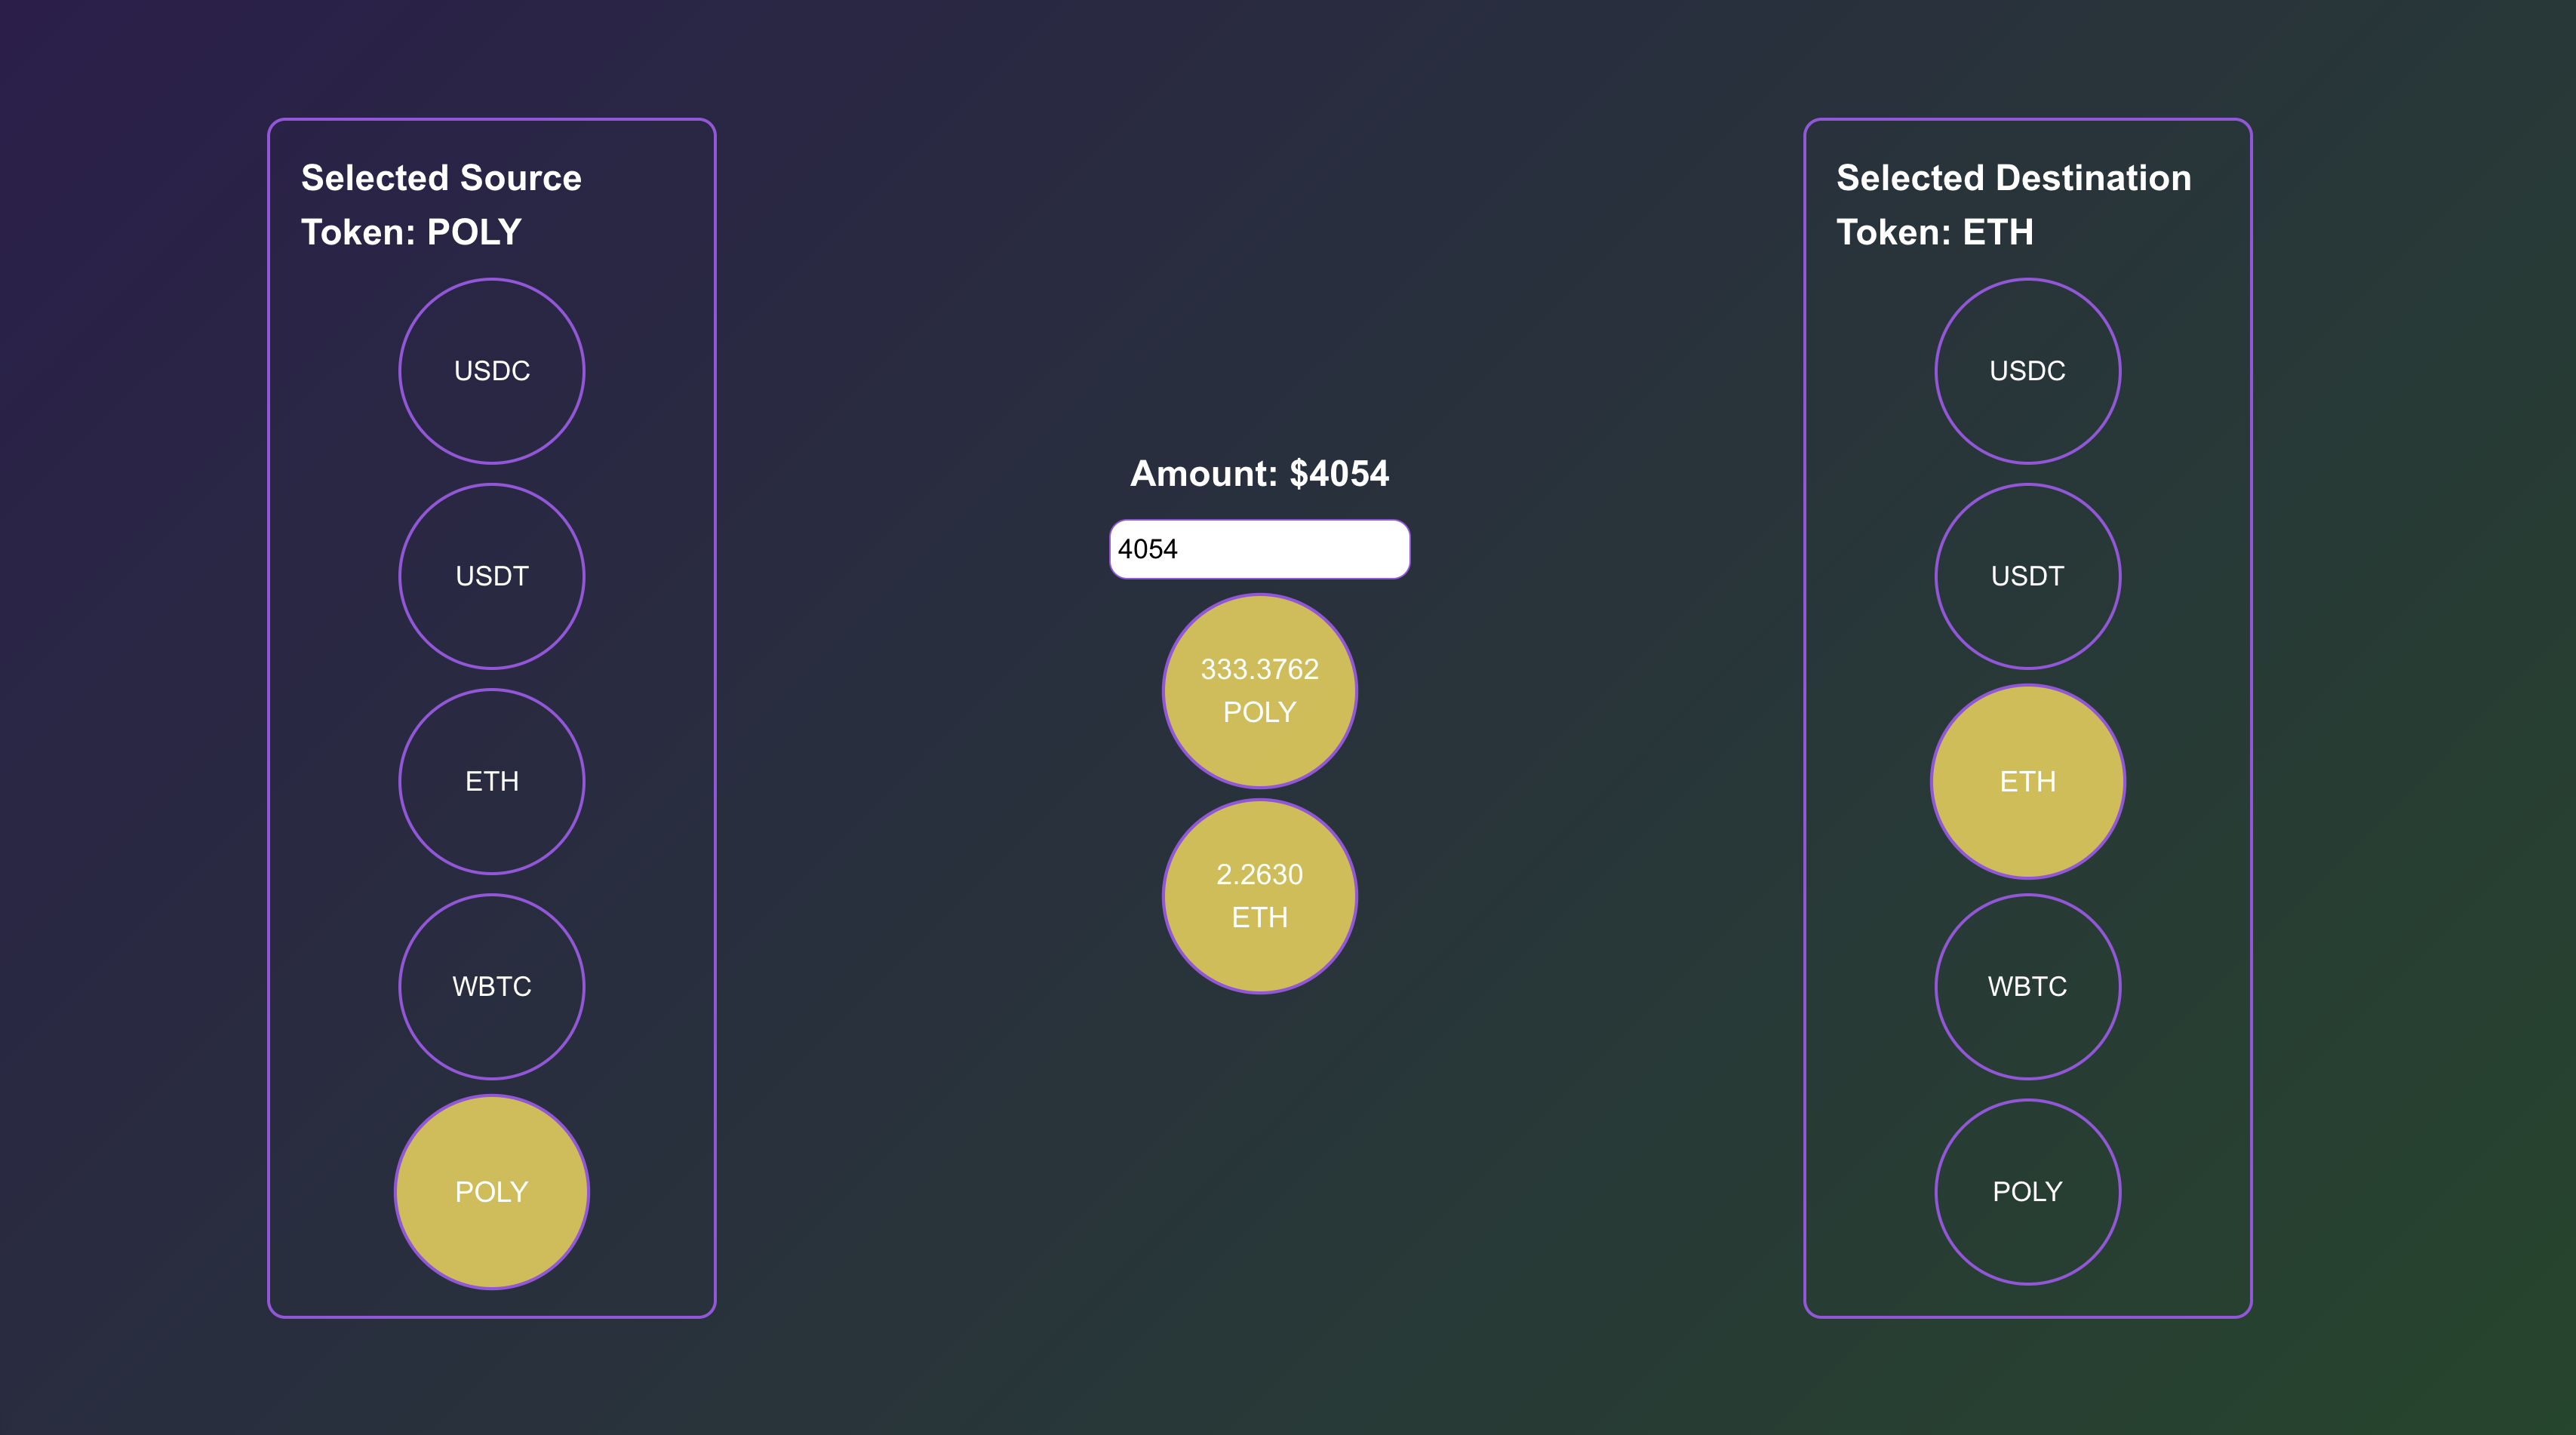 Selected Source
Token: POLY
USDC
USDT
ETH
WBTC
POLY
Amount: $4054
4054
333.3762
POLY
2.2630
ETH
Selected Destination
Token: ETH
USDC
USDT
ETH
WBTC
POLY